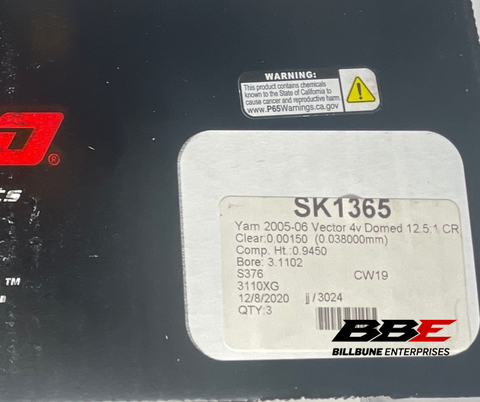 WARNING:
This product contains chemicals
known to the State of California to
cause cancer and reproductive harm.
www.P65Warnings.ca.gov
®
ts
™
SK1365
Yam 2005-06 Vector 4v Domed 12.5:1 CR
Clear:0.00150 (0.038000mm)
Comp. Ht.:0.9450
Bore: 3.1102
S376 CW19
3110XG
12/8/2020 jj / 3024
QTY:3
BBE
BILLBUNE ENTERPRISES